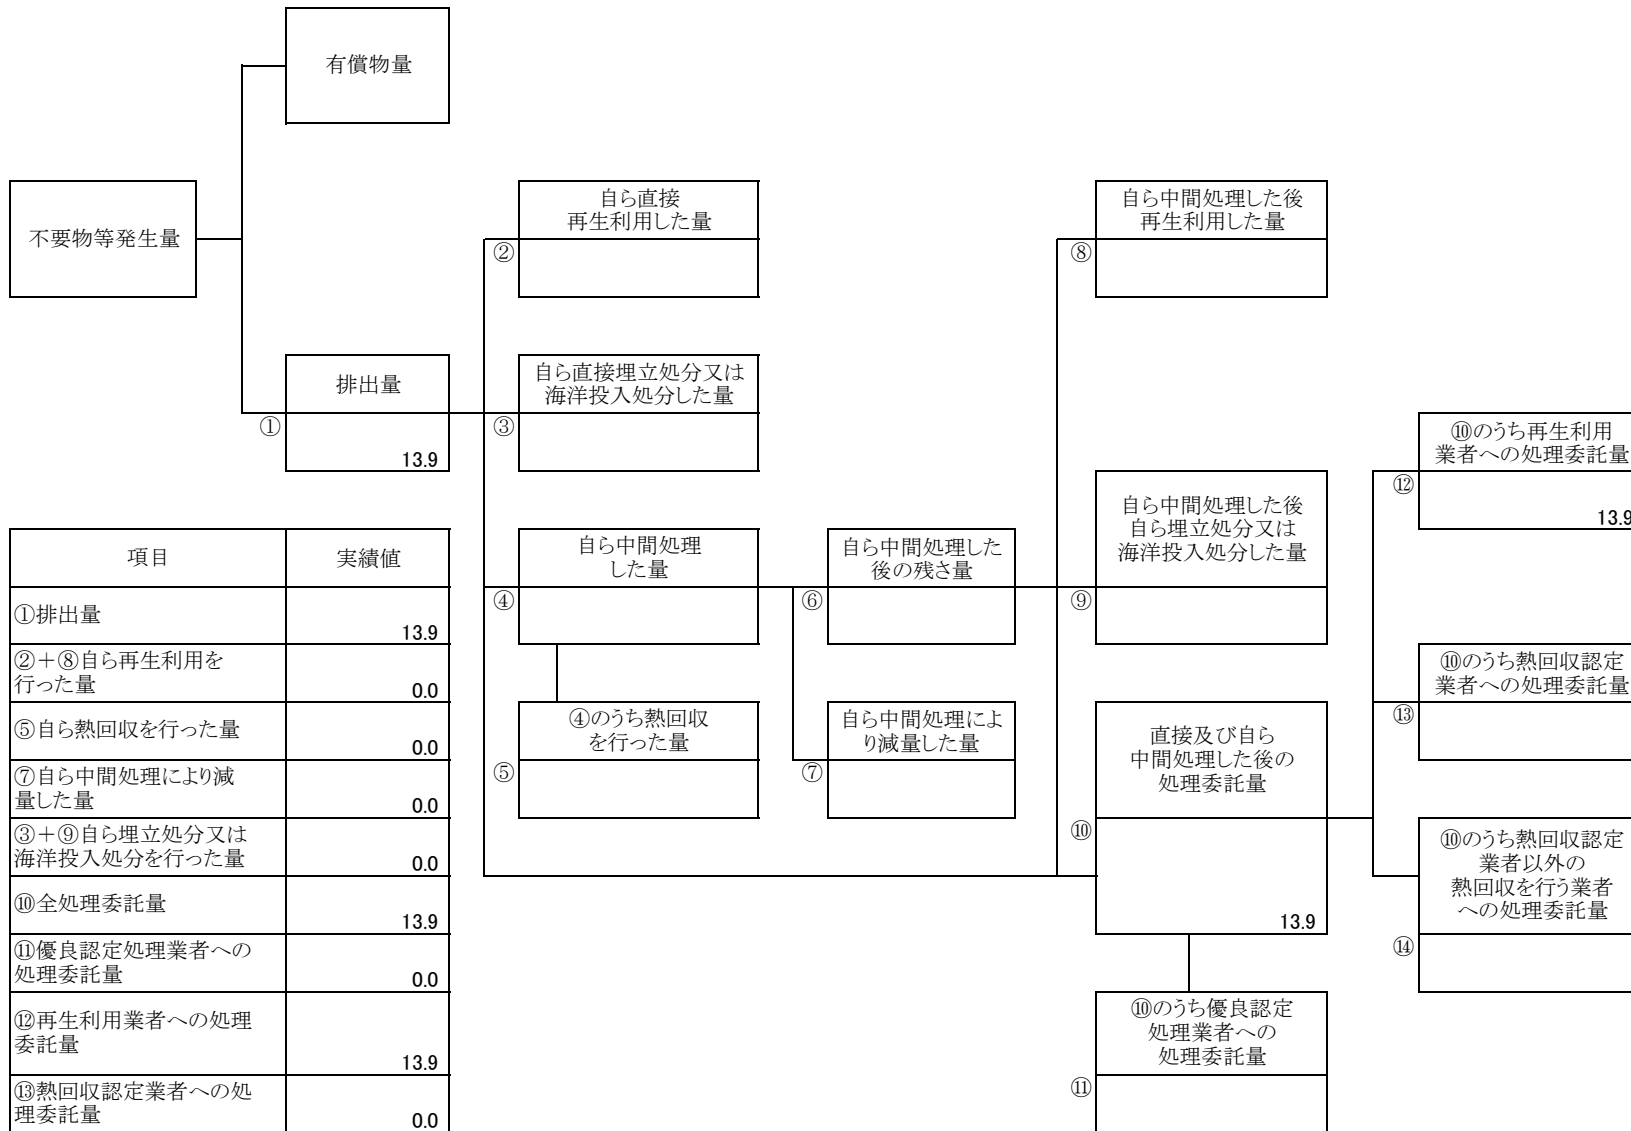 有償物量
不要物等発生量
自ら直接
再生利用した量
②
自ら中間処理した後
再生利用した量
⑧
排出量
①
13.9
自ら直接埋立処分又は
海洋投入処分した量
③
⑩のうち再生利用
業者への処理委託量
⑫
13.9
自ら中間処理した後
自ら埋立処分又は
海洋投入処分した量
⑨
自ら中間処理
した量
④
自ら中間処理した
後の残さ量
⑥
④のうち熱回収
を行った量
⑤
自ら中間処理によ
り減量した量
⑦
直接及び自ら
中間処理した後の
処理委託量
⑩
13.9
⑩のうち熱回収認定
業者への処理委託量
⑬
⑩のうち熱回収認定
業者以外の
熱回収を行う業者
への処理委託量
⑭
⑩のうち優良認定
処理業者への
処理委託量
⑪
項目 実績値
①排出量
13.9
②＋⑧自ら再生利用を
行った量
0.0
⑤自ら熱回収を行った量
0.0
⑦自ら中間処理により減
量した量
0.0
③＋⑨自ら埋立処分又は
海洋投入処分を行った量
0.0
⑩全処理委託量
13.9
⑪優良認定処理業者への
処理委託量
0.0
⑫再生利用業者への処理
委託量
13.9
⑬熱回収認定業者への処
理委託量
0.0